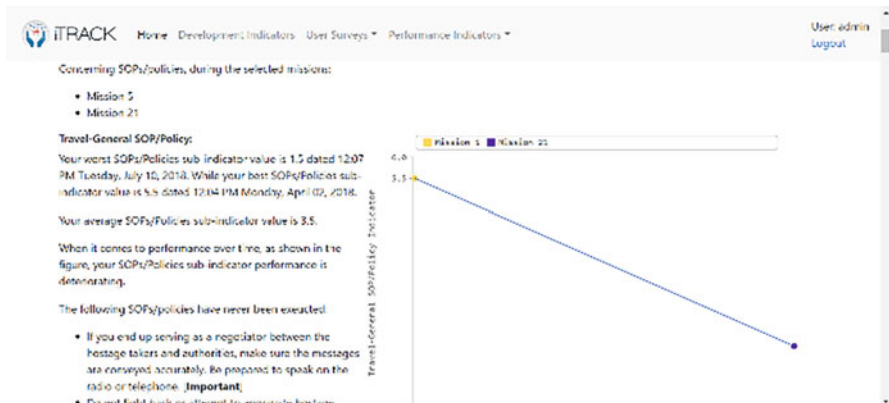 iTRACK Home Development Indicators User Surveys Performance Indicators
User: admin
Logout
Concerning SOPs/policies, during the selected missions:
• Mission 5
• Mission 21
Travel-General SOP/Policy:
Your worst SOPs/Policies sub-indicator value is 1.5 dated 12:07
PM Tuesday, July 10, 2018. While your best SOPs/Policies sub-
indicator value is 5.5 dated 12:04 PM Monday, April 02, 2018.
Your average SOPs/Policies sub-indicator value is 3.5.
When it comes to performance over time, as shown in the
figure, your SOPs/Policies sub-indicator performance is
deteriorating.
The following SOPs/policies have never been exeucted
• If you end up serving as a negotiator between the
hostage takers and authorities, make sure the messages
are conveyed accurately. Be prepared to speak on the
radio or telephone. [Important]
Mission 5 Mission 21
Travel-General SOP/Policy Indicator
3.5